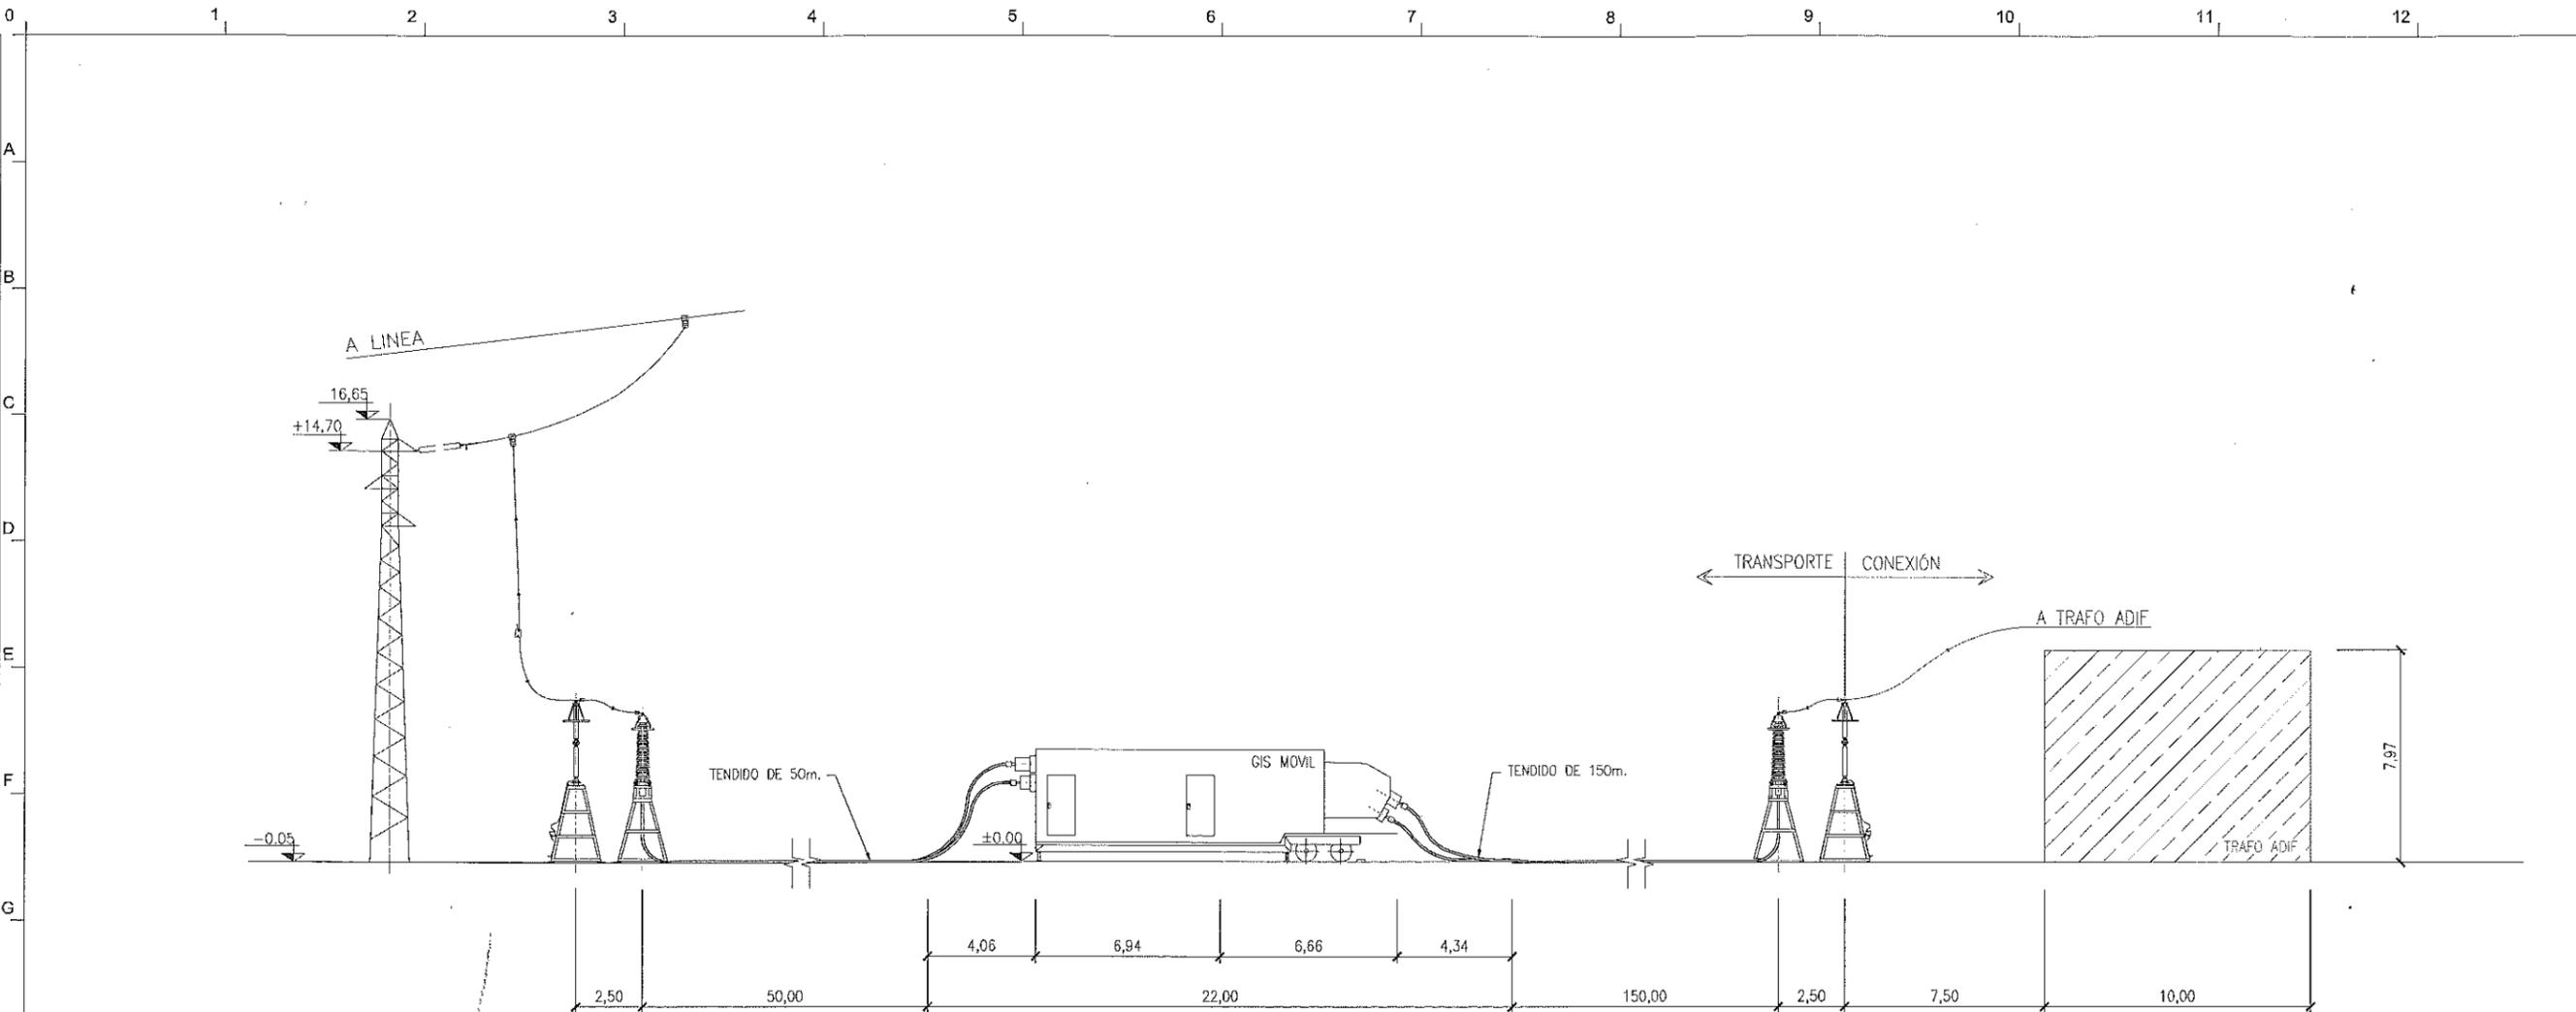 0 1 2 3 4 5 6 7 8 9 10 11 12
A
B
A LINEA
16,65
C
+14,70
D
TRANSPORTE CONEXIÓN
A TRAFO ADIF
E
7,97
GIS MOVIL
TENDIDO DE 50m.
TENDIDO DE 150m.
F
-0.05
±0.00
TRAFO ADIF
G
4,06 6,94 6,66 4,34
2,50 50,00 22,00 150,00 2,50 7,50 10,00